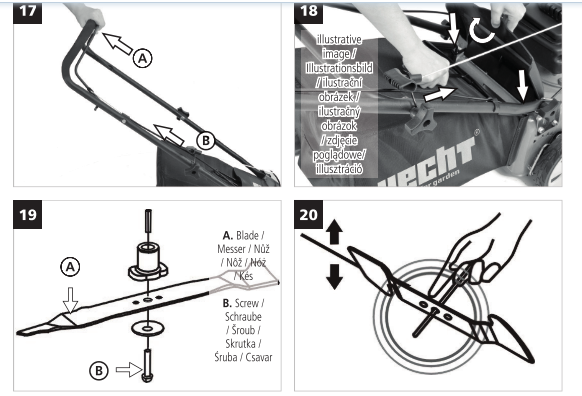 17
A
B
18
illustrative
image /
Illustrationsbild
/ ilustrační
obrázek /
ilustračný
obrázok
/ zdjęcie
poglądowe/
illusztráció
HECHT
garden
19
A
B
A. Blade /
Messer / Nůž
/ Nôž / Nóż
/ Kés
B. Screw /
Schraube
/ Šroub /
Skrutka /
Śruba / Csavar
20